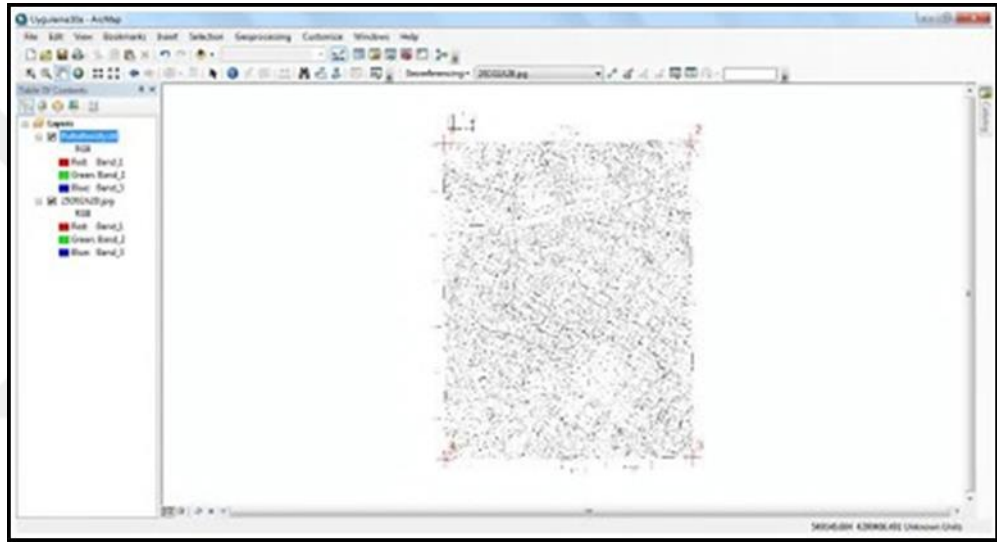 Uygulama30a - ArcMap
File Edit View Bookmarks Insert Selection Geoprocessing Customize Windows Help
Georeferencing
Table Of Contents
Layers
RGB
Red: Band_1
Green: Band_2
Blue: Band_3
RGB
Red: Band_1
Green: Band_2
Blue: Band_3
Catalog
2
3
4
Unknown Units